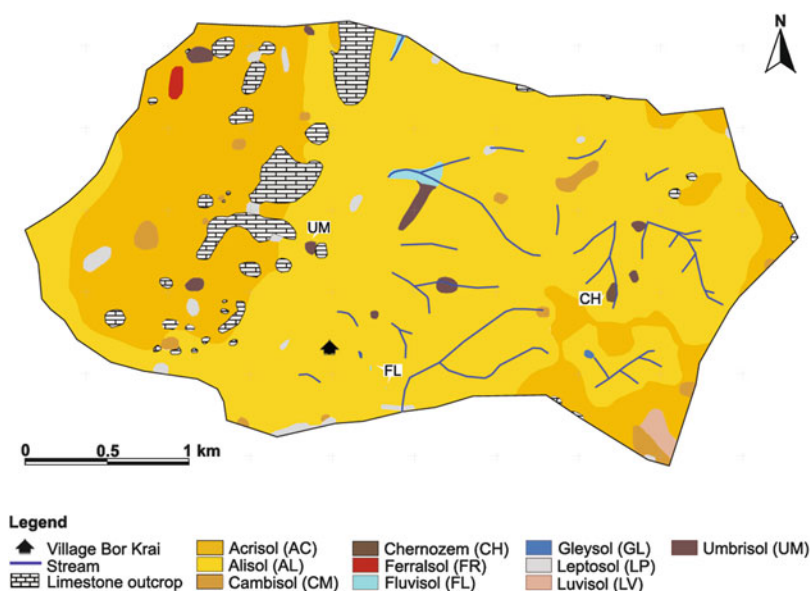 N
UM
CH
FL
0 0.5 1 km
Legend
Village Bor Krai
Stream
Limestone outcrop
Acrisol (AC)
Alisol (AL)
Cambisol (CM)
Chernozem (CH)
Ferralsol (FR)
Fluvisol (FL)
Gleysol (GL)
Leptosol (LP)
Luvisol (LV)
Umbrisol (UM)